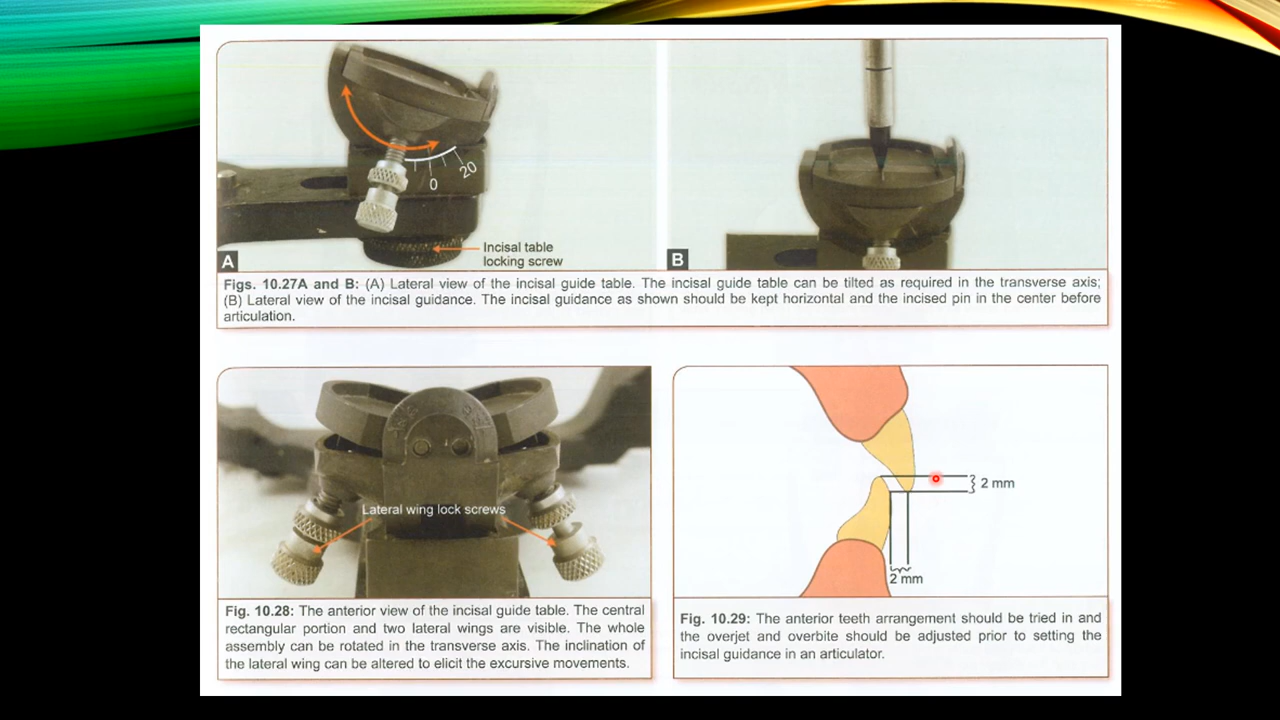 0
20
Incisal table
locking screw
A
B
Figs. 10.27A and B: (A) Lateral view of the incisal guide table. The incisal guide table can be tilted as required in the transverse axis;
(B) Lateral view of the incisal guidance. The incisal guidance as shown should be kept horizontal and the incised pin in the center before
articulation.
Lateral wing lock screws
Fig. 10.28: The anterior view of the incisal guide table. The central
rectangular portion and two lateral wings are visible. The whole
assembly can be rotated in the transverse axis. The inclination of
the lateral wing can be altered to elicit the excursive movements.
2 mm
2 mm
Fig. 10.29: The anterior teeth arrangement should be tried in and
the overjet and overbite should be adjusted prior to setting the
incisal guidance in an articulator.